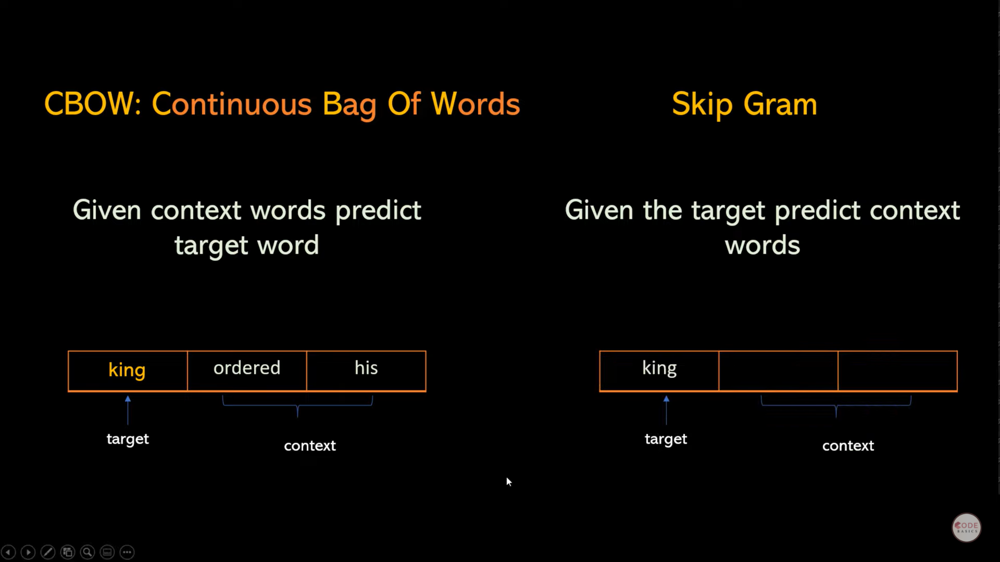 CBOW: Continuous Bag Of Words
Given context words predict
target word
king ordered his
target
context
Skip Gram
Given the target predict context
words
king
target
context
CODE
BASICS